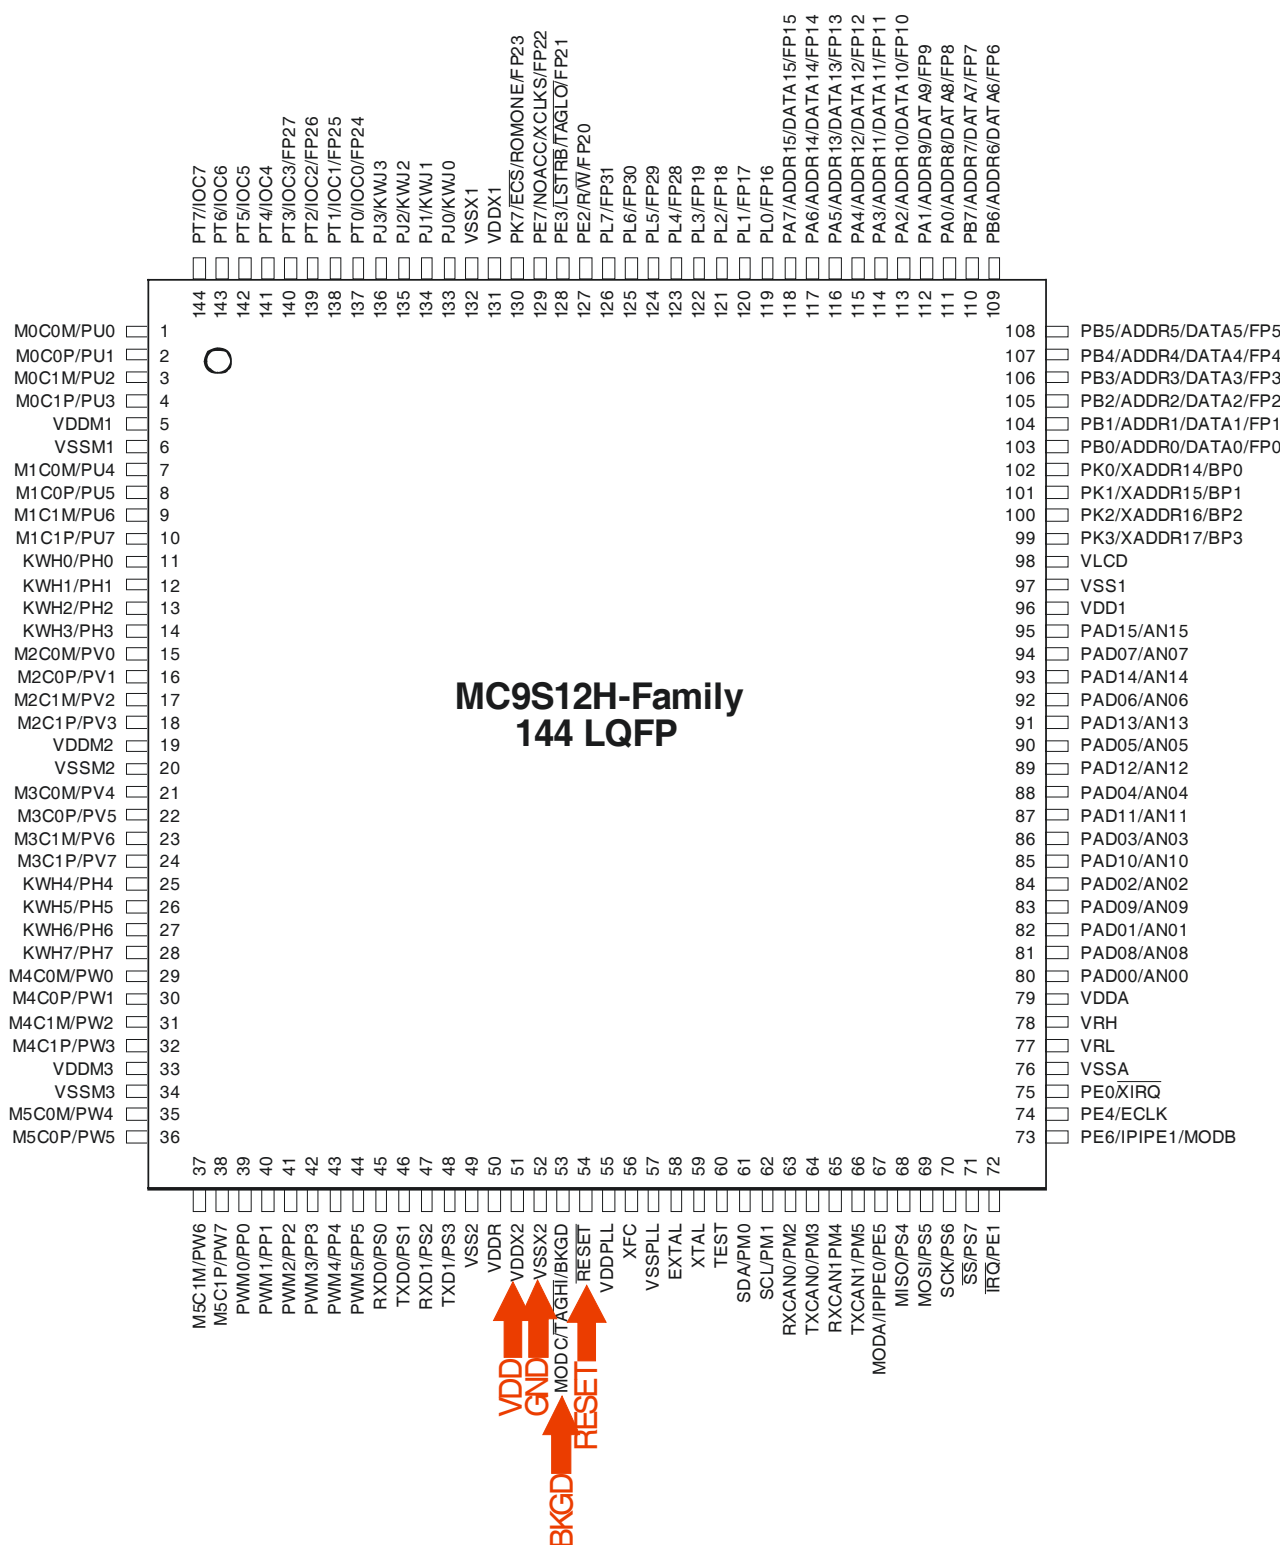 PT7/IOC7
PT6/IOC6
PT5/IOC5
PT4/IOC4
PT3/IOC3/FP27
PT2/IOC2/FP26
PT1/IOC1/FP25
PT0/IOC0/FP24
PJ3/KWJ3
PJ2/KWJ2
PJ1/KWJ1
PJ0/KWJ0
VSSX1
VDDX1
PK7/ECS/ROMONE/FP23
PE7/NOACC/XCLKS/FP22
PE3/LSTRB/TAGLO/FP21
PE2/R/W/FP20
PL7/FP31
PL6/FP30
PL5/FP29
PL4/FP28
PL3/FP19
PL2/FP18
PL1/FP17
PL0/FP16
PA7/ADDR15/DATA15/FP15
PA6/ADDR14/DATA14/FP14
PA5/ADDR13/DATA13/FP13
PA4/ADDR12/DATA12/FP12
PA3/ADDR11/DATA11/FP11
PA2/ADDR10/DATA10/FP10
PA1/ADDR9/DATA9/FP9
PA0/ADDR8/DATA8/FP8
PB7/ADDR7/DATA7/FP7
PB6/ADDR6/DATA6/FP6
144
143
142
141
140
139
138
137
136
135
134
133
132
131
130
129
128
127
126
125
124
123
122
121
120
119
118
117
116
115
114
113
112
111
110
109
M0C0M/PU0 1
M0C0P/PU1 2
M0C1M/PU2 3
M0C1P/PU3 4
VDDM1 5
VSSM1 6
M1C0M/PU4 7
M1C0P/PU5 8
M1C1M/PU6 9
M1C1P/PU7 10
KWH0/PH0 11
KWH1/PH1 12
KWH2/PH2 13
KWH3/PH3 14
M2C0M/PV0 15
M2C0P/PV1 16
M2C1M/PV2 17
M2C1P/PV3 18
VDDM2 19
VSSM2 20
M3C0M/PV4 21
M3C0P/PV5 22
M3C1M/PV6 23
M3C1P/PV7 24
KWH4/PH4 25
KWH5/PH5 26
KWH6/PH6 27
KWH7/PH7 28
M4C0M/PW0 29
M4C0P/PW1 30
M4C1M/PW2 31
M4C1P/PW3 32
VDDM3 33
VSSM3 34
M5C0M/PW4 35
M5C0P/PW5 36
MC9S12H-Family
144 LQFP
108 PB5/ADDR5/DATA5/FP5
107 PB4/ADDR4/DATA4/FP4
106 PB3/ADDR3/DATA3/FP3
105 PB2/ADDR2/DATA2/FP2
104 PB1/ADDR1/DATA1/FP1
103 PB0/ADDR0/DATA0/FP0
102 PK0/XADDR14/BP0
101 PK1/XADDR15/BP1
100 PK2/XADDR16/BP2
99 PK3/XADDR17/BP3
98 VLCD
97 VSS1
96 VDD1
95 PAD15/AN15
94 PAD07/AN07
93 PAD14/AN14
92 PAD06/AN06
91 PAD13/AN13
90 PAD05/AN05
89 PAD12/AN12
88 PAD04/AN04
87 PAD11/AN11
86 PAD03/AN03
85 PAD10/AN10
84 PAD02/AN02
83 PAD09/AN09
82 PAD01/AN01
81 PAD08/AN08
80 PAD00/AN00
79 VDDA
78 VRH
77 VRL
76 VSSA
75 PE0/XIRQ
74 PE4/ECLK
73 PE6/IPIPE1/MODB
37
38
39
40
41
42
43
44
45
46
47
48
49
50
51
52
53
54
55
56
57
58
59
60
61
62
63
64
65
66
67
68
69
70
71
72
M5C1M/PW6
M5C1P/PW7
PWM0/PP0
PWM1/PP1
PWM2/PP2
PWM3/PP3
PWM4/PP4
PWM5/PP5
RXD0/PS0
TXD0/PS1
RXD1/PS2
TXD1/PS3
VSS2
VDDR
VDDX2
VSSX2
MODC/TAGHI/BKGD
RESET
VDDPLL
XFC
VSSPLL
EXTAL
XTAL
TEST
SDA/PM0
SCL/PM1
RXCAN0/PM2
TXCAN0/PM3
RXCAN1PM4
TXCAN1/PM5
MODA/IPIPE0/PE5
MISO/PS4
MOSI/PS5
SCK/PS6
SS/PS7
IRQ/PE1
VDD
GND
BKGD
RESET